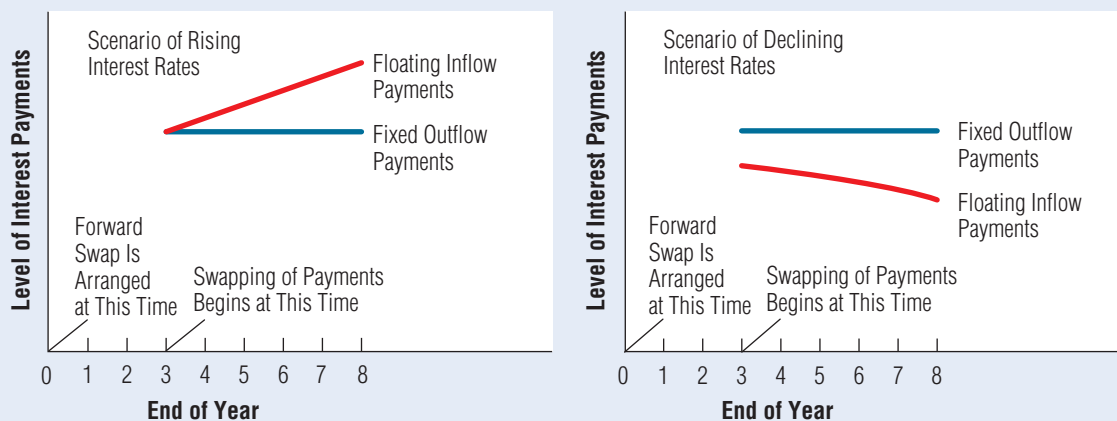 Level of Interest Payments
Scenario of Rising
Interest Rates
Floating Inflow
Payments
Fixed Outflow
Payments
Forward
Swap Is
Arranged
at This Time
Swapping of Payments
Begins at This Time
0 1 2 3 4 5 6 7 8
End of Year
Level of Interest Payments
Scenario of Declining
Interest Rates
Fixed Outflow
Payments
Floating Inflow
Payments
Forward
Swap Is
Arranged
at This Time
Swapping of Payments
Begins at This Time
0 1 2 3 4 5 6 7 8
End of Year